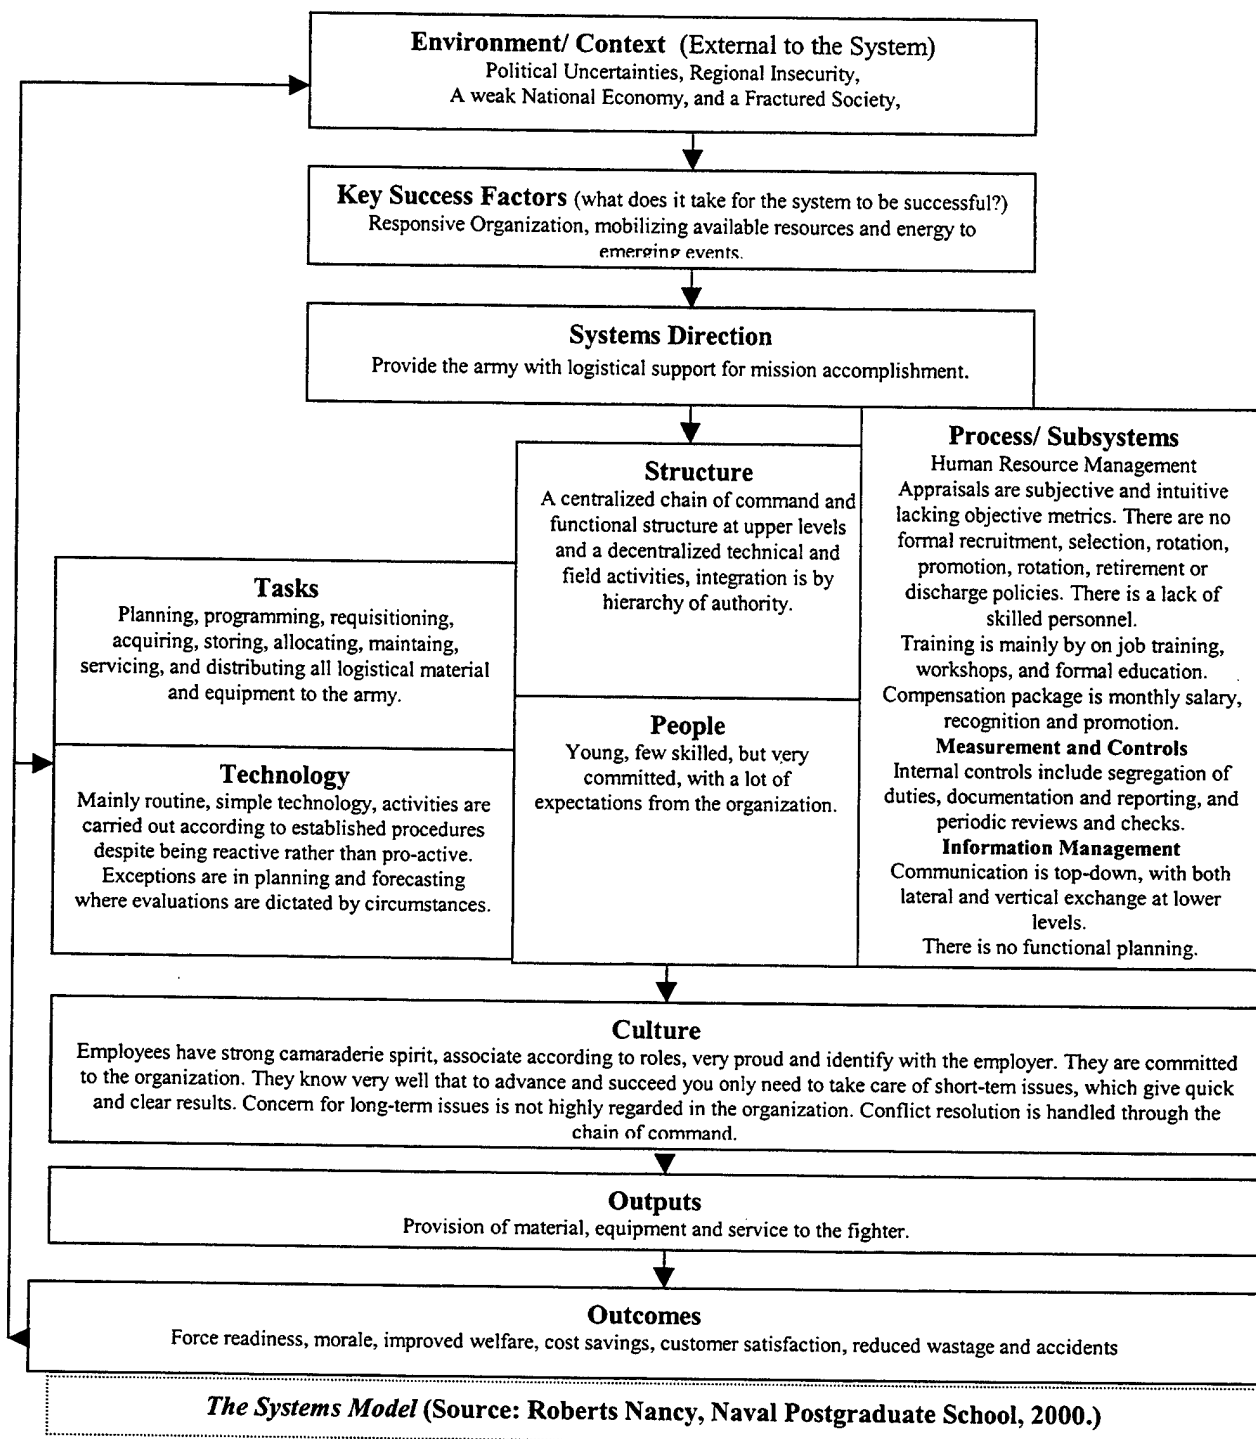 Environment/ Context (External to the System)
Political Uncertainties, Regional Insecurity,
A weak National Economy, and a Fractured Society,
Key Success Factors (what does it take for the system to be successful?)
Responsive Organization, mobilizing available resources and energy to
emerging events.
Systems Direction
Provide the army with logistical support for mission accomplishment.
Structure
A centralized chain of command and
functional structure at upper levels
and a decentralized technical and
field activities, integration is by
hierarchy of authority.
Process/ Subsystems
Human Resource Management
Appraisals are subjective and intuitive
lacking objective metrics. There are no
formal recruitment, selection, rotation,
promotion, rotation, retirement or
discharge policies. There is a lack of
skilled personnel.
Training is mainly by on job training,
workshops, and formal education.
Compensation package is monthly salary,
recognition and promotion.
Measurement and Controls
Internal controls include segregation of
duties, documentation and reporting, and
periodic reviews and checks.
Information Management
Communication is top-down, with both
lateral and vertical exchange at lower
levels.
There is no functional planning.
Tasks
Planning, programming, requisitioning,
acquiring, storing, allocating, maintaing,
servicing, and distributing all logistical material
and equipment to the army.
People
Young, few skilled, but very
committed, with a lot of
expectations from the organization.
Technology
Mainly routine, simple technology, activities are
carried out according to established procedures
despite being reactive rather than pro-active.
Exceptions are in planning and forecasting
where evaluations are dictated by circumstances.
Culture
Employees have strong camaraderie spirit, associate according to roles, very proud and identify with the employer. They are committed
to the organization. They know very well that to advance and succeed you only need to take care of short-tem issues, which give quick
and clear results. Concern for long-term issues is not highly regarded in the organization. Conflict resolution is handled through the
chain of command.
Outputs
Provision of material, equipment and service to the fighter.
Outcomes
Force readiness, morale, improved welfare, cost savings, customer satisfaction, reduced wastage and accidents
The Systems Model (Source: Roberts Nancy, Naval Postgraduate School, 2000.)